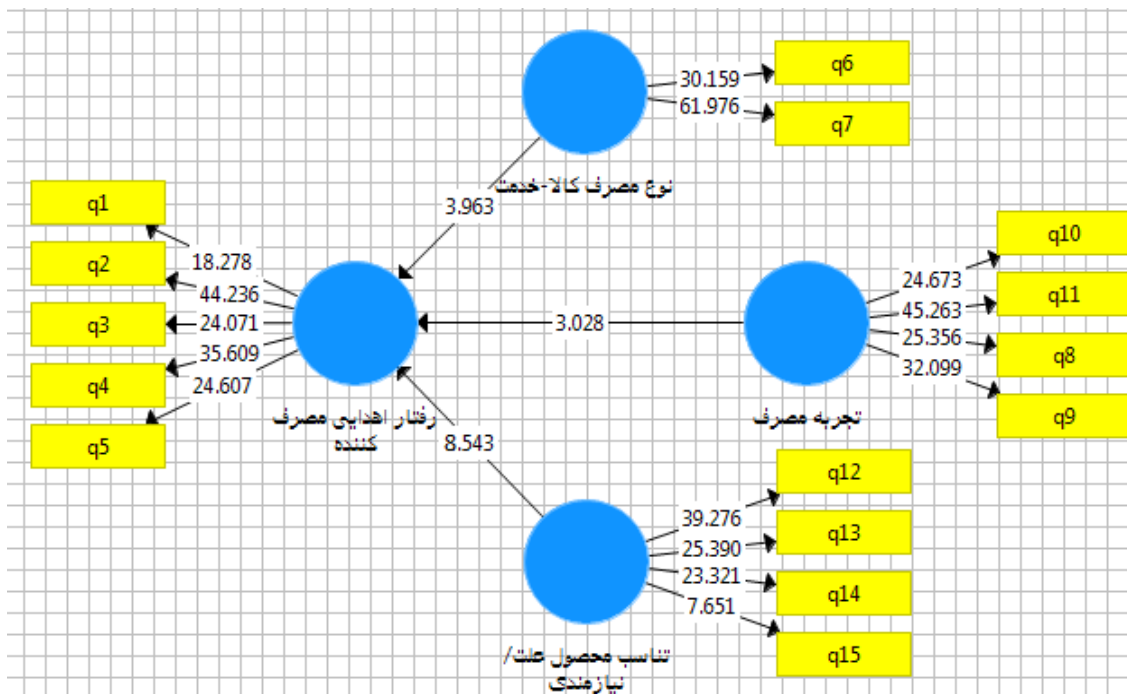 q6
30.159
61.976
q7
نوع مصرف کالا-خدمت
3.963
q1
q2
q3
q4
q5
18.278
44.236
24.071
35.609
24.607
رفتار اهدایی مصرف
کننده
3.028
q10
q11
q8
q9
24.673
45.263
25.356
32.099
تجربه مصرف
8.543
q12
q13
q14
q15
39.276
25.390
23.321
7.651
تناسب محصول علت/
نیازمندی